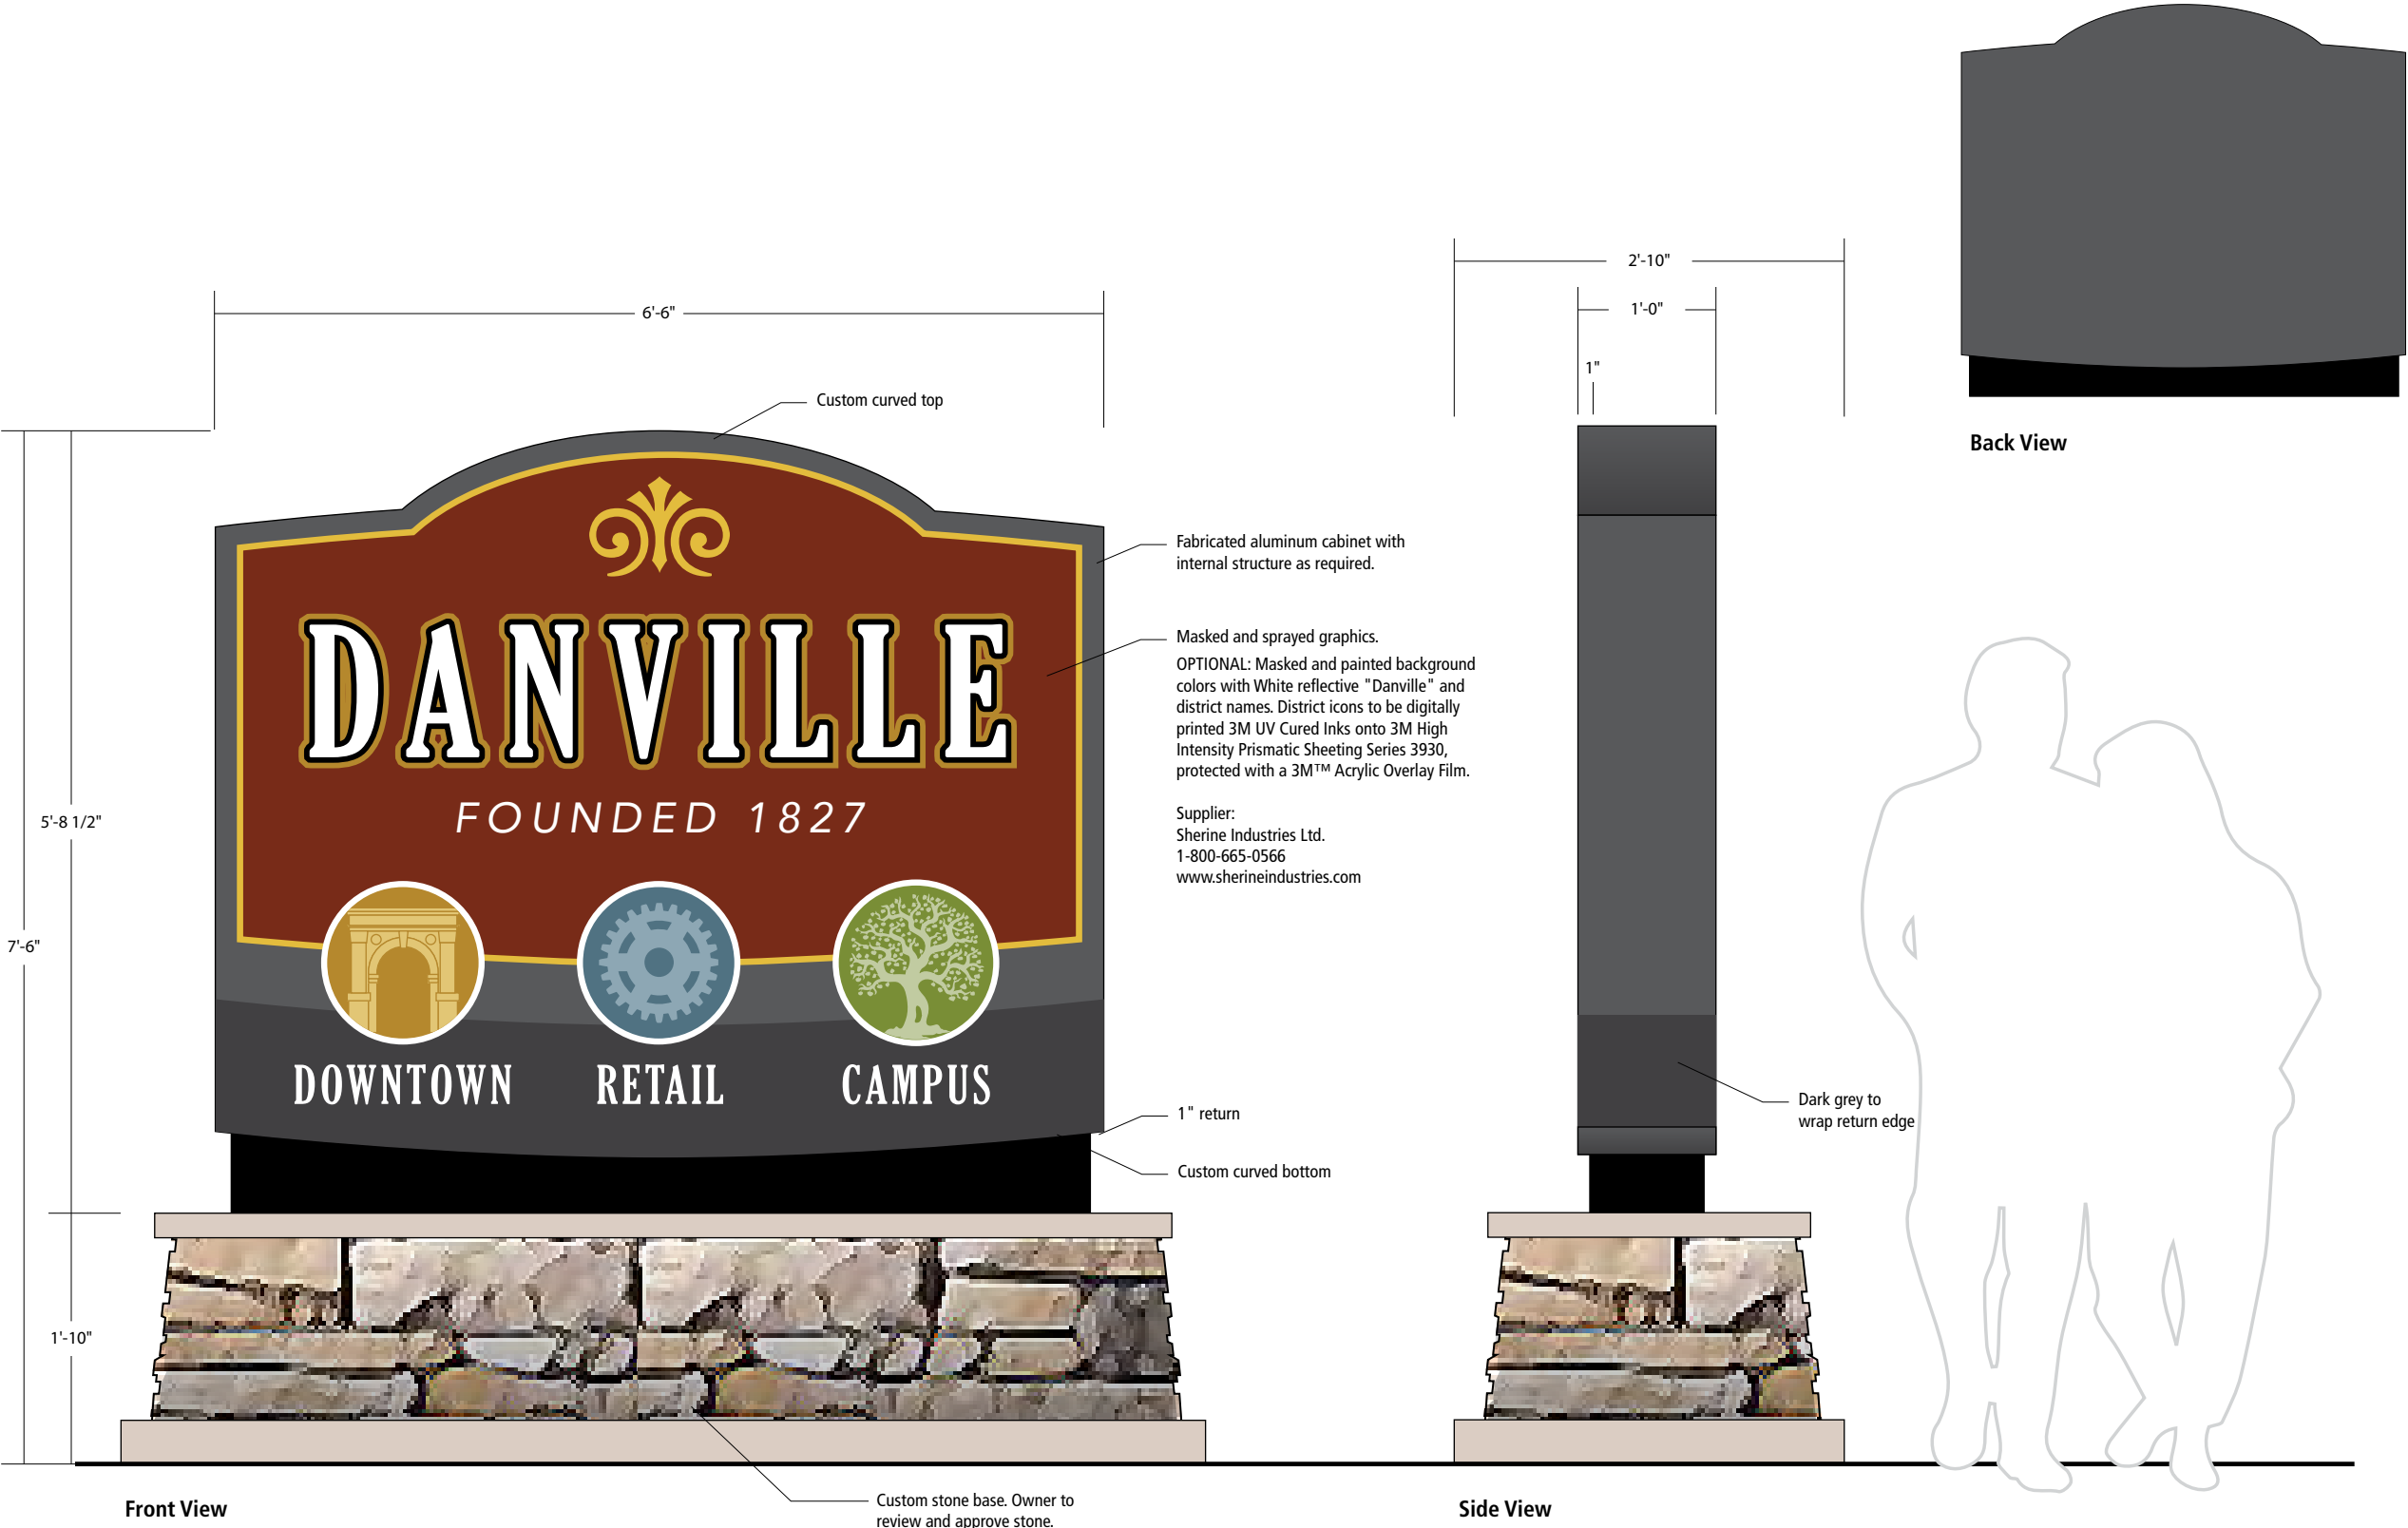 2'-10"
6'-6"
1'-0"
1"
Custom curved top
Back View
Fabricated aluminum cabinet with
internal structure as required.
DANVILLE
FOUNDED 1827
Masked and sprayed graphics.
OPTIONAL: Masked and painted background
colors with White reflective "Danville" and
district names. District icons to be digitally
printed 3M UV Cured Inks onto 3M High
Intensity Prismatic Sheeting Series 3930,
protected with a 3M™ Acrylic Overlay Film.
Supplier:
Sherine Industries Ltd.
1-800-665-0566
www.sherineindustries.com
5'-8 1/2"
7'-6"
DOWNTOWN
RETAIL
CAMPUS
1" return
Custom curved bottom
Dark grey to
wrap return edge
1'-10"
Front View
Custom stone base. Owner to
review and approve stone.
Side View